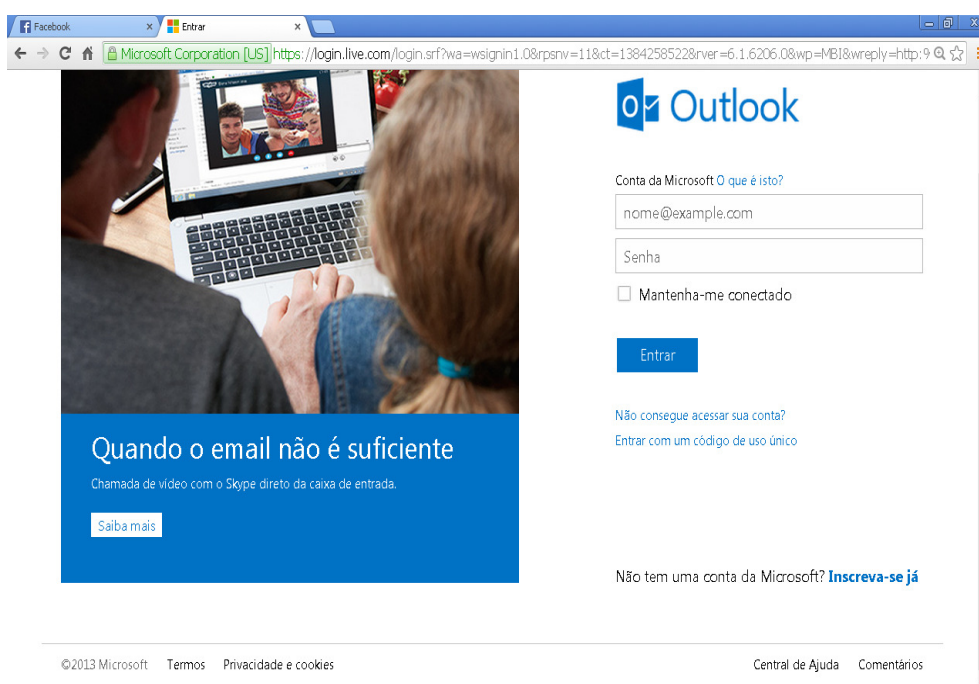 Facebook
Entrar
Microsoft Corporation [US] https://login.live.com/login.srf?wa=wsignin1.0&rpsnv=11&ct=1384258522&rver=6.1.6206.0&wp=MBI&wreply=http:9
Outlook
Conta da Microsoft O que é isto?
nome@example.com
Senha
Mantenha-me conectado
Entrar
Não consegue acessar sua conta?
Entrar com um código de uso único
Quando o email não é suficiente
Chamada de vídeo com o Skype direto da caixa de entrada.
Saiba mais
Não tem uma conta da Microsoft? Inscreva-se já
©2013 Microsoft Termos Privacidade e cookies
Central de Ajuda Comentários